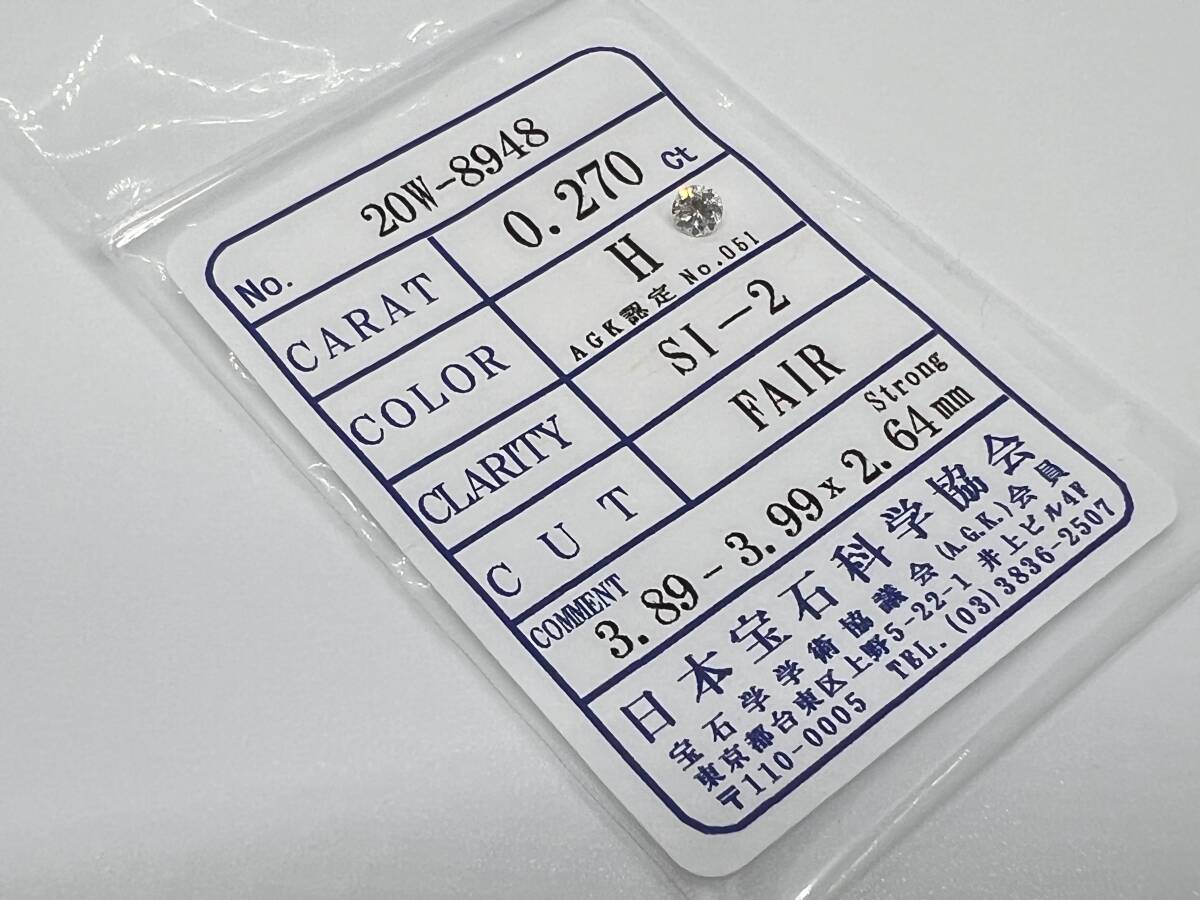 No. 20W-8948
CARAT 0.270 Ct
COLOR H
AGK認定 No.051
CLARITY SI-2
CUT FAIR
COMMENT Strong
3.89-3.99x2.64mm
日本宝石科学協会
宝石学学術協議会(A.G.K.)会員
東京都台東区上野5-22-1 井上ビル4F
〒110-0005 TEL.(03)3836-2507